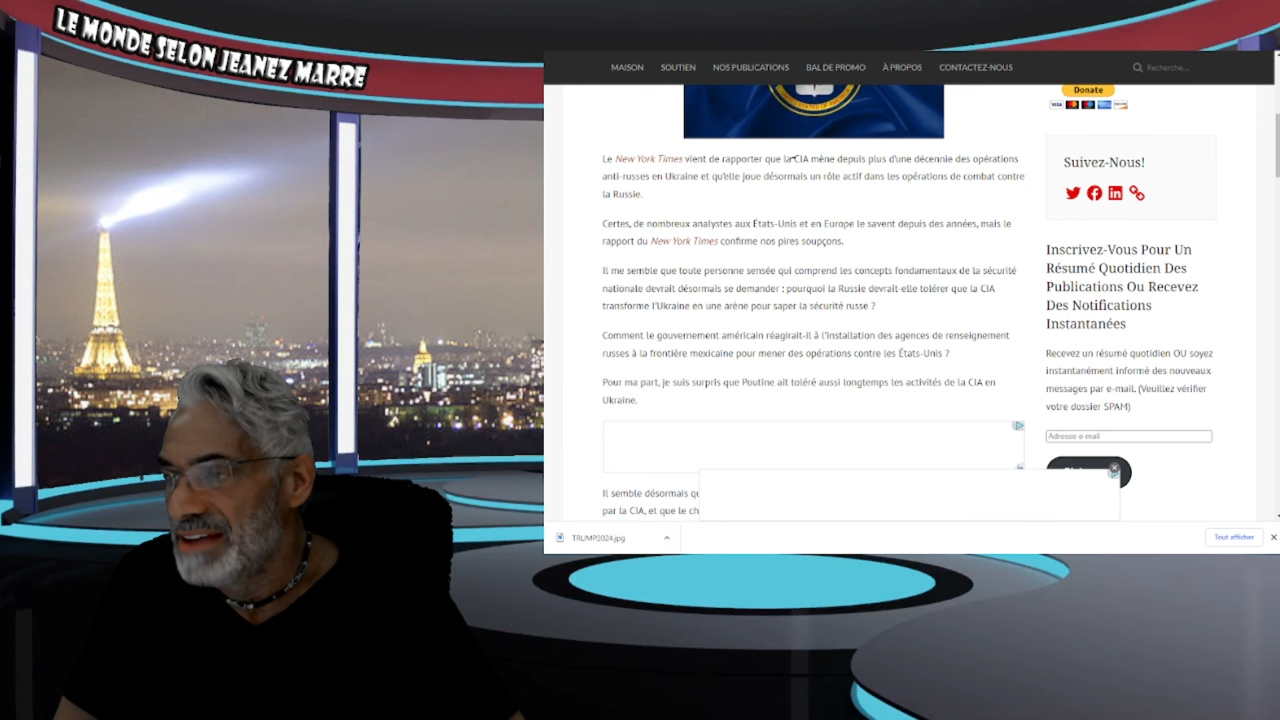 LE MONDE SELON JEANEZ MARRE
MAISON SOUTIEN NOS PUBLICATIONS BAL DE PROMO À PROPOS CONTACTEZ-NOUS Recherche...
Donate
VISA
Le New York Times vient de rapporter que la CIA mène depuis plus d'une décennie des opérations
anti-russes en Ukraine et qu'elle joue désormais un rôle actif dans les opérations de combat contre
la Russie.
Certes, de nombreux analystes aux États-Unis et en Europe le savent depuis des années, mais le
rapport du New York Times confirme nos pires soupçons.
Il me semble que toute personne sensée qui comprend les concepts fondamentaux de la sécurité
nationale devrait désormais se demander : pourquoi la Russie devrait-elle tolérer que la CIA
transforme l'Ukraine en une arène pour saper la sécurité russe ?
Comment le gouvernement américain réagirait-il à l'installation des agences de renseignement
russes à la frontière mexicaine pour mener des opérations contre les États-Unis ?
Pour ma part, je suis surpris que Poutine ait toléré aussi longtemps les activités de la CIA en
Ukraine.
Il semble désormais qu
par la CIA, et que le ch
Suivez-Nous!
Inscrivez-Vous Pour Un
Résumé Quotidien Des
Publications Ou Recevez
Des Notifications
Instantanées
Recevez un résumé quotidien OU soyez
instantanément informé des nouveaux
messages par e-mail. (Veuillez vérifier
votre dossier SPAM)
Adresse e-mail
TRUMP2024.jpg
Tout afficher